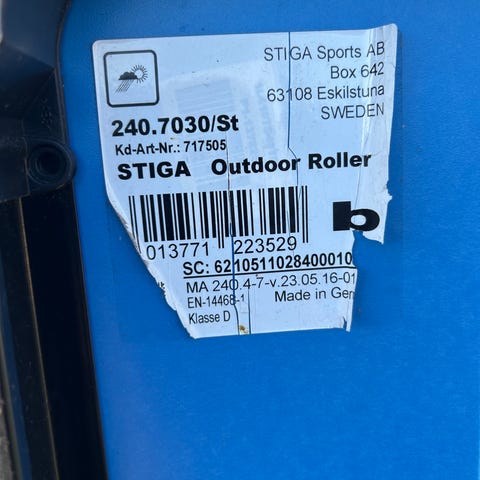 STIGA Sports AB
Box 642
63108 Eskilstuna
SWEDEN
240.7030/St
Kd-Art-Nr.: 717505
STIGA Outdoor Roller
b
013771 223529
SC: 6210511028400010
MA 240.4-7-v.23.05.16-01
EN-14468-1 Made in Ger
Klasse D